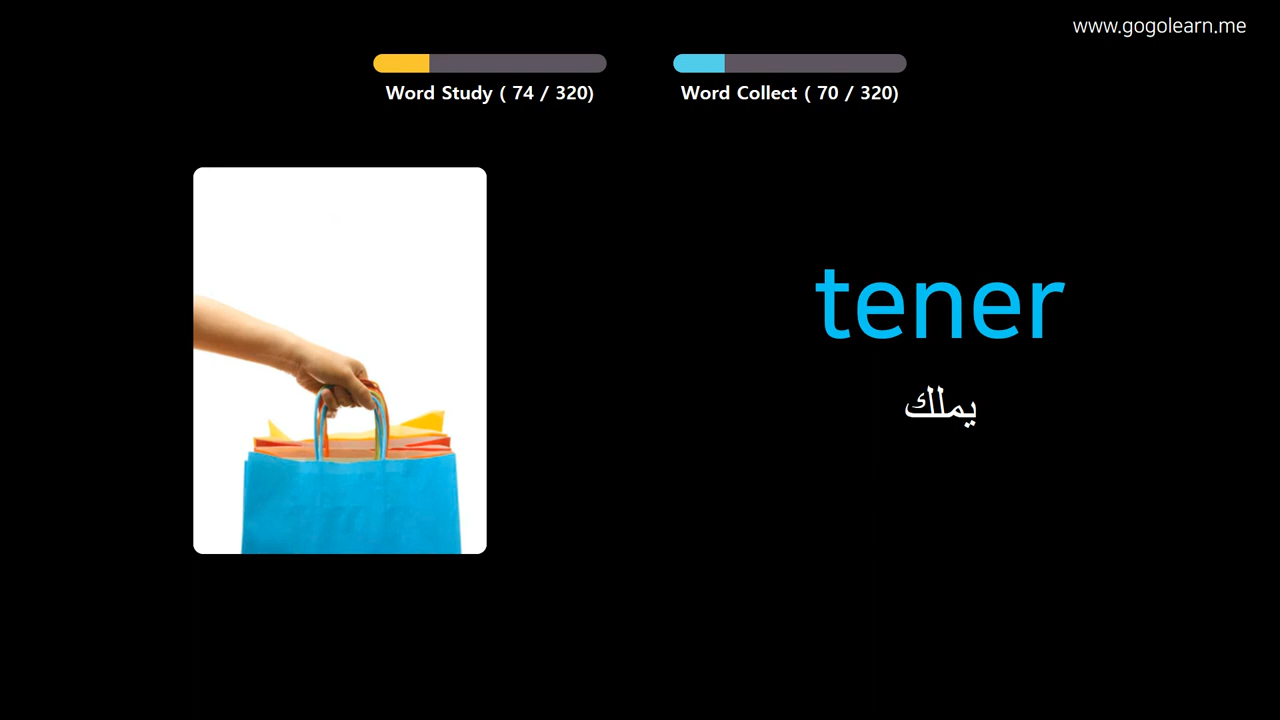 www.gogolearn.me
Word Study ( 74 / 320)
Word Collect ( 70 / 320)
tener
يملك